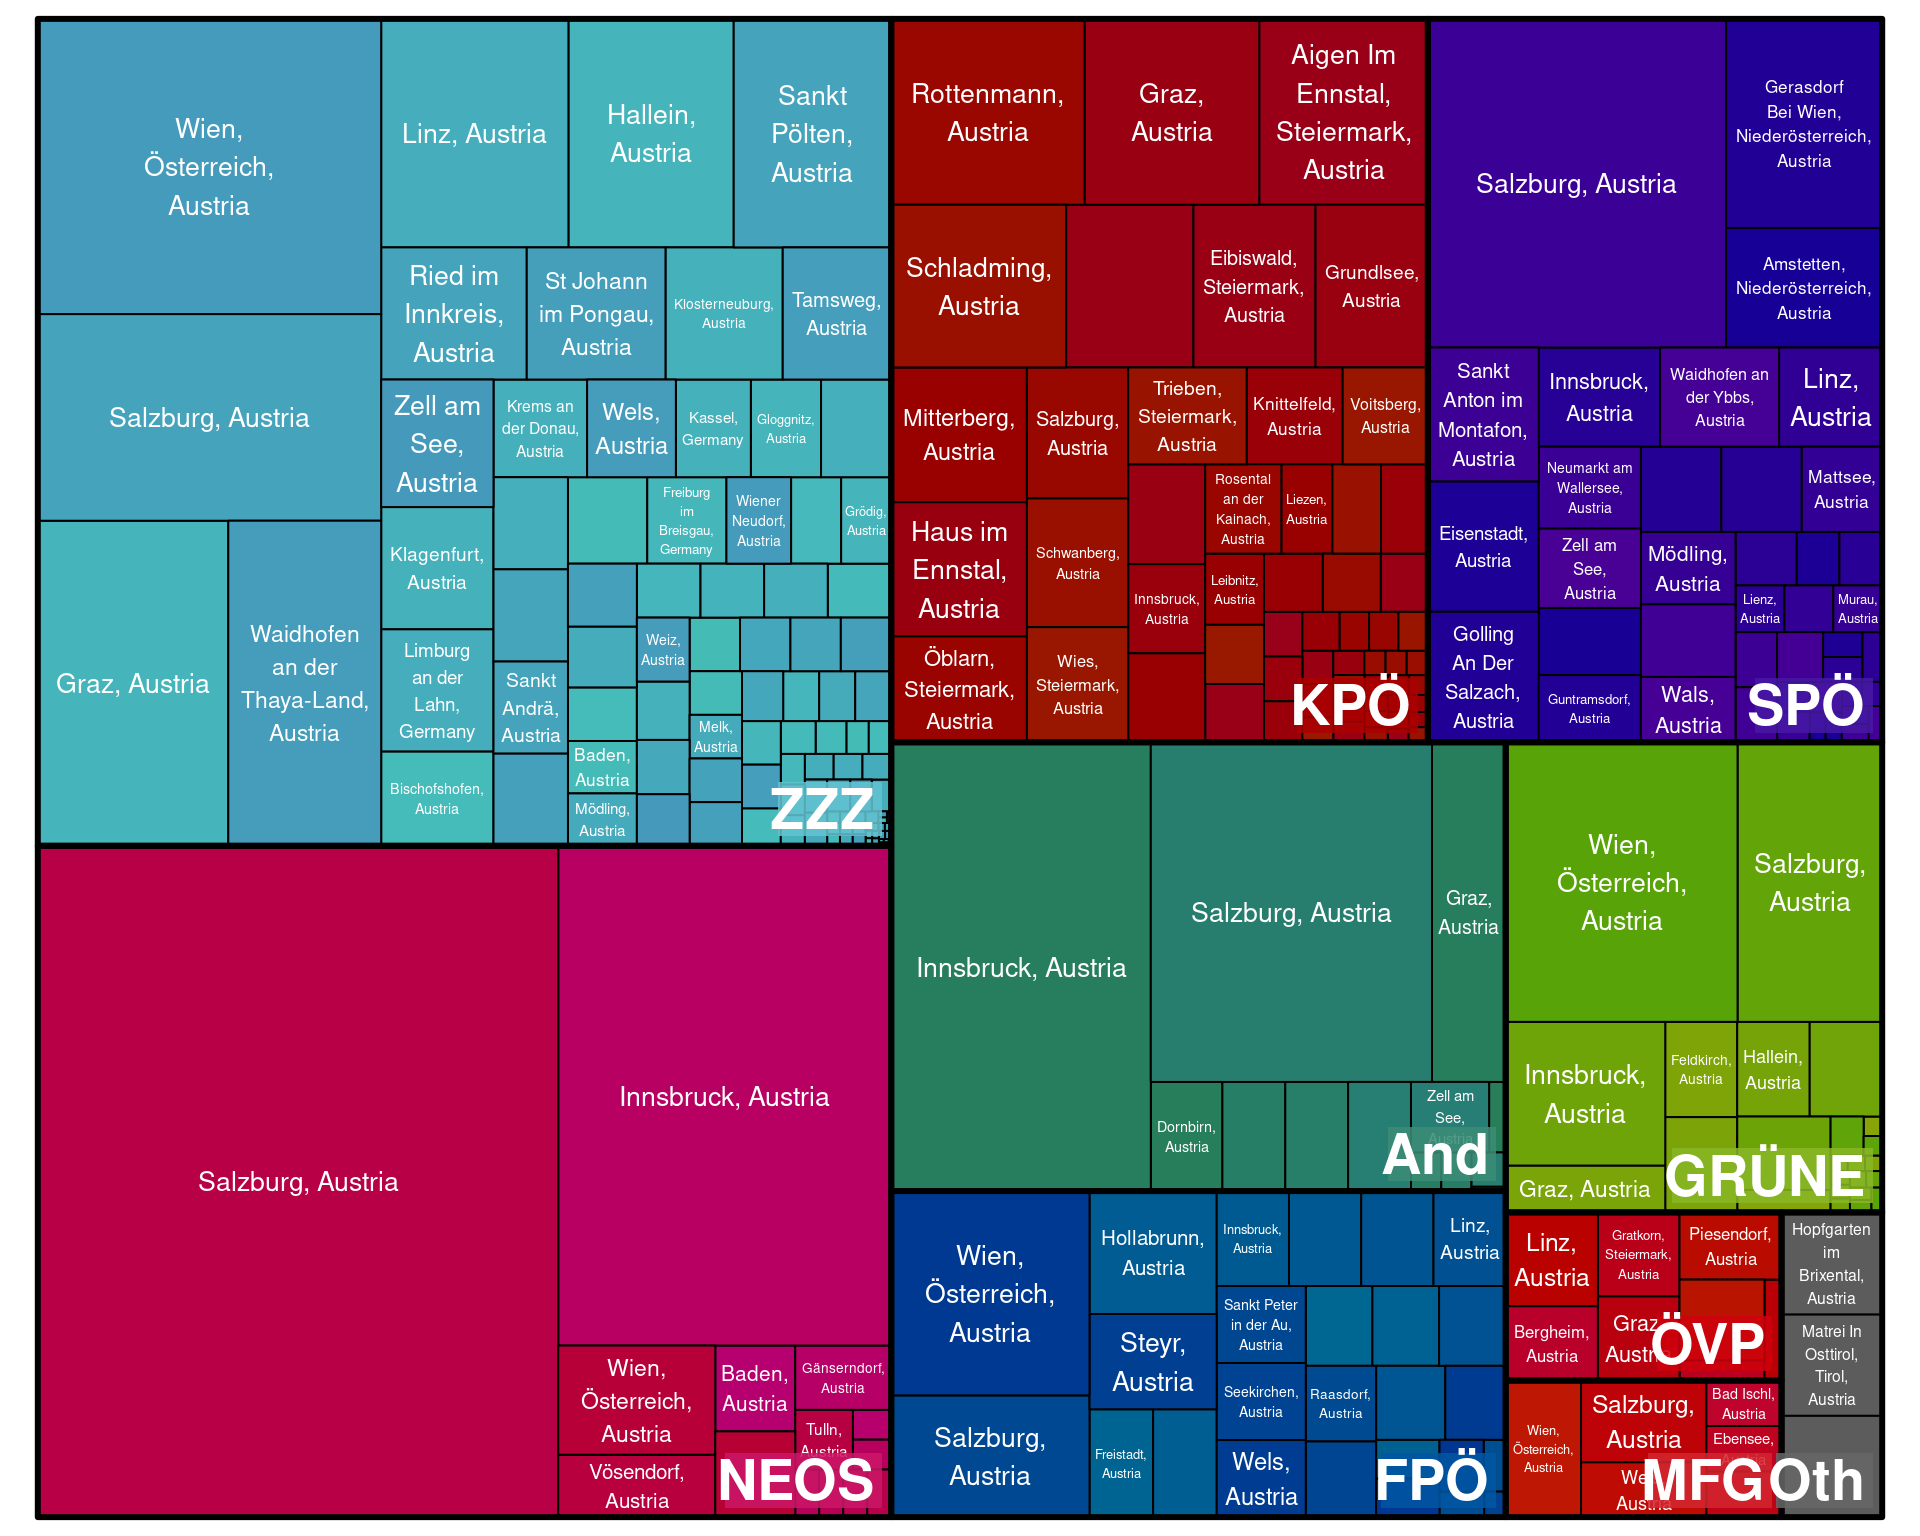 Wien,
Österreich,
Austria
Linz, Austria
Hallein,
Austria
Sankt
Pölten,
Austria
Salzburg, Austria
Graz, Austria
Waidhofen
an der
Thaya-Land,
Austria
Ried im
Innkreis,
Austria
St Johann
im Pongau,
Austria
Klosterneuburg,
Austria
Tamsweg,
Austria
Zell am
See,
Austria
Krems an
der Donau,
Austria
Wels,
Austria
Kassel,
Germany
Gloggnitz,
Austria
Klagenfurt,
Austria
Freiburg
im
Breisgau,
Germany
Wiener
Neudorf,
Austria
Grödig,
Austria
Limburg
an der
Lahn,
Germany
Sankt
Andrä,
Austria
Weiz,
Austria
Melk,
Austria
Bischofshofen,
Austria
Baden,
Austria
Mödling,
Austria
ZZZ
Rottenmann,
Austria
Graz,
Austria
Aigen Im
Ennstal,
Steiermark,
Austria
Schladming,
Austria
Eibiswald,
Steiermark,
Austria
Grundlsee,
Austria
Mitterberg,
Austria
Salzburg,
Austria
Trieben,
Steiermark,
Austria
Knittelfeld,
Austria
Voitsberg,
Austria
Haus im
Ennstal,
Austria
Schwanberg,
Austria
Rosental
an der
Kainach,
Austria
Liezen,
Austria
Innsbruck,
Austria
Leibnitz,
Austria
Öblarn,
Steiermark,
Austria
Wies,
Steiermark,
Austria
KPÖ
Salzburg, Austria
Gerasdorf
Bei Wien,
Niederösterreich,
Austria
Amstetten,
Niederösterreich,
Austria
Sankt
Anton im
Montafon,
Austria
Innsbruck,
Austria
Waidhofen an
der Ybbs,
Austria
Linz,
Austria
Neumarkt am
Wallersee,
Austria
Mattsee,
Austria
Eisenstadt,
Austria
Zell am
See,
Austria
Mödling,
Austria
Lienz,
Austria
Murau,
Austria
Golling
An Der
Salzach,
Austria
Guntramsdorf,
Austria
Wals,
Austria
SPÖ
Salzburg, Austria
Innsbruck, Austria
Wien,
Österreich,
Austria
Baden,
Austria
Gänserndorf,
Austria
Tulln,
Austria
Vösendorf,
Austria
NEOS
Innsbruck, Austria
Salzburg, Austria
Graz,
Austria
Dornbirn,
Austria
Zell am
See,
Austria
And
Wien,
Österreich,
Austria
Salzburg,
Austria
Innsbruck,
Austria
Feldkirch,
Austria
Hallein,
Austria
Graz, Austria
GRÜNE
Wien,
Österreich,
Austria
Hollabrunn,
Austria
Innsbruck,
Austria
Linz,
Austria
Steyr,
Austria
Sankt Peter
in der Au,
Austria
Salzburg,
Austria
Seekirchen,
Austria
Raasdorf,
Austria
Freistadt,
Austria
Wels,
Austria
FPÖ
Linz,
Austria
Gratkorn,
Steiermark,
Austria
Piesendorf,
Austria
Bergheim,
Austria
Graz
Austria
ÖVP
Hopfgarten
im
Brixental,
Austria
Matrei In
Osttirol,
Tirol,
Austria
Oth
Wien,
Österreich,
Austria
Salzburg,
Austria
Bad Ischl,
Austria
Ebensee,
Austria
MFG